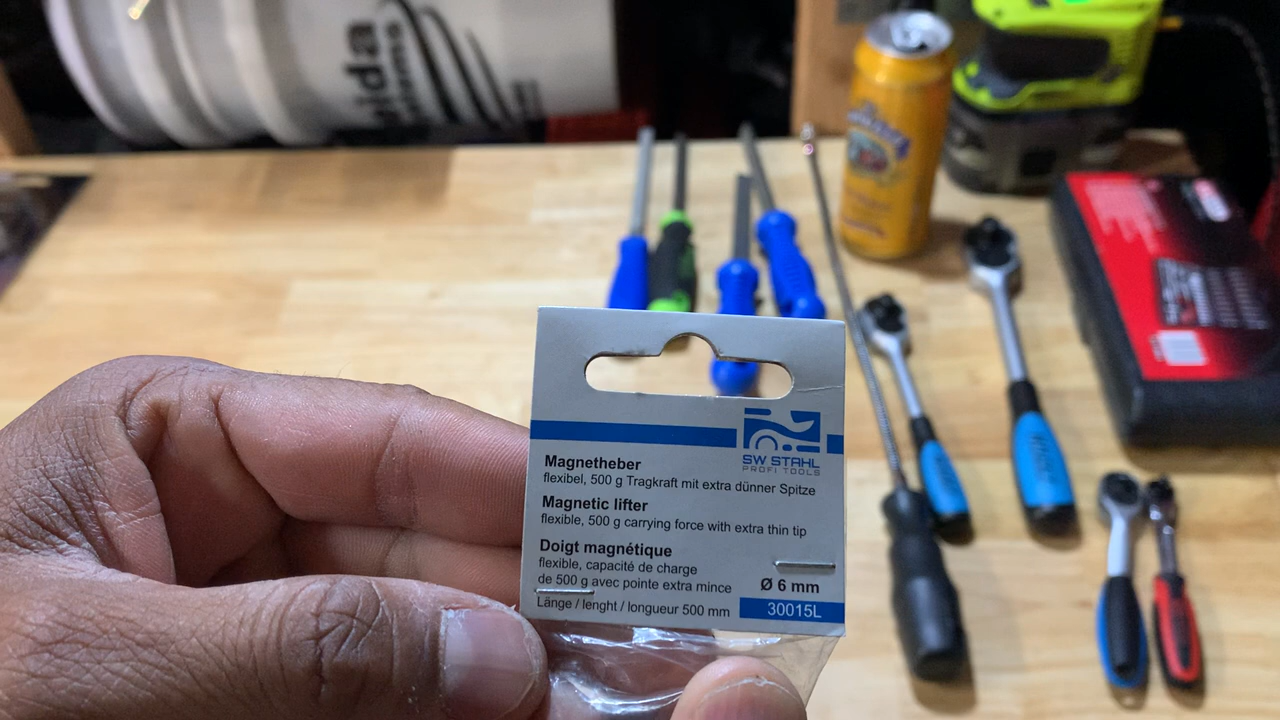 SW STAHL
PROFI TOOLS
Magnetheber
flexibel, 500 g Tragkraft mit extra dünner Spitze
Magnetic lifter
flexible, 500 g carrying force with extra thin tip
Doigt magnétique
flexible, capacité de charge
de 500 g avec pointe extra mince
Ø 6 mm
Länge / lenght / longueur 500 mm
30015L